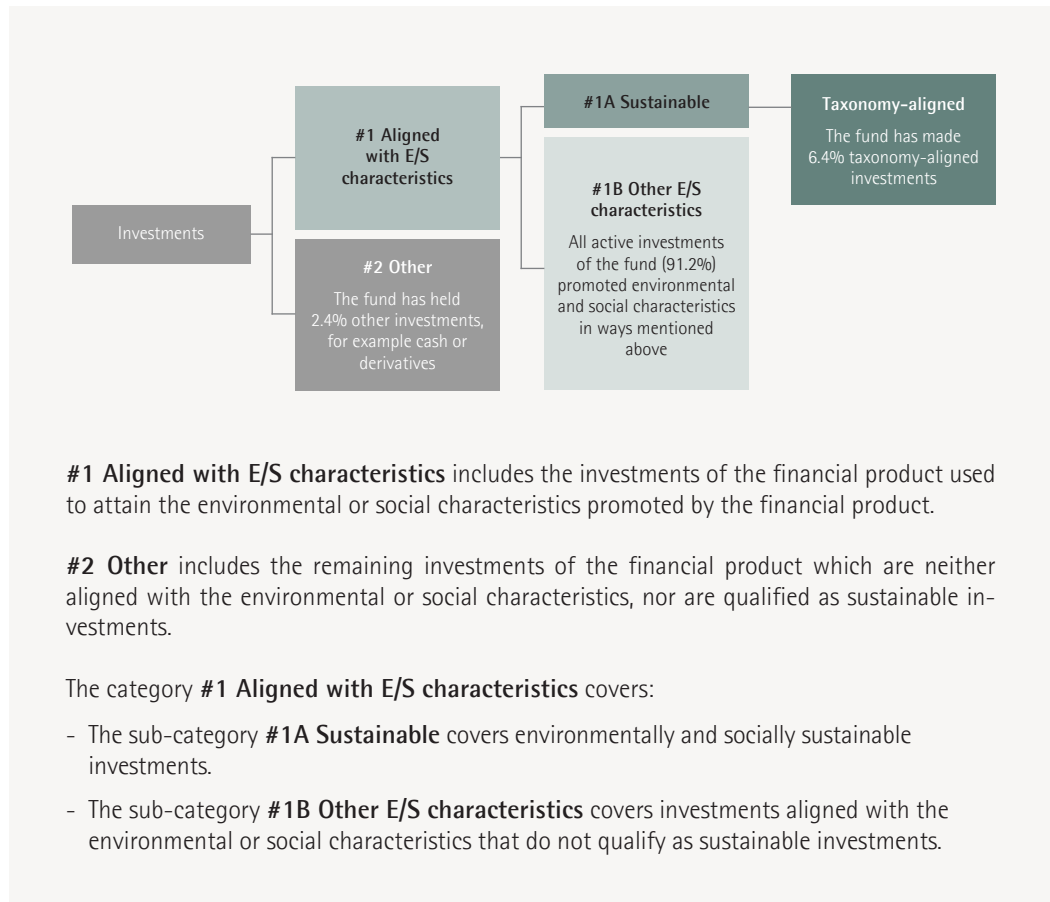 Investments
#1 Aligned
with E/S
characteristics
#2 Other
The fund has held
2.4% other investments,
for example cash or
derivatives
#1A Sustainable
#1B Other E/S
characteristics
All active investments
of the fund (91.2%)
promoted environmental
and social characteristics
in ways mentioned
above
Taxonomy-aligned
The fund has made
6.4% taxonomy-aligned
investments
#1 Aligned with E/S characteristics includes the investments of the financial product used
to attain the environmental or social characteristics promoted by the financial product.
#2 Other includes the remaining investments of the financial product which are neither
aligned with the environmental or social characteristics, nor are qualified as sustainable in-
vestments.
The category #1 Aligned with E/S characteristics covers:
- The sub-category #1A Sustainable covers environmentally and socially sustainable
investments.
- The sub-category #1B Other E/S characteristics covers investments aligned with the
environmental or social characteristics that do not qualify as sustainable investments.